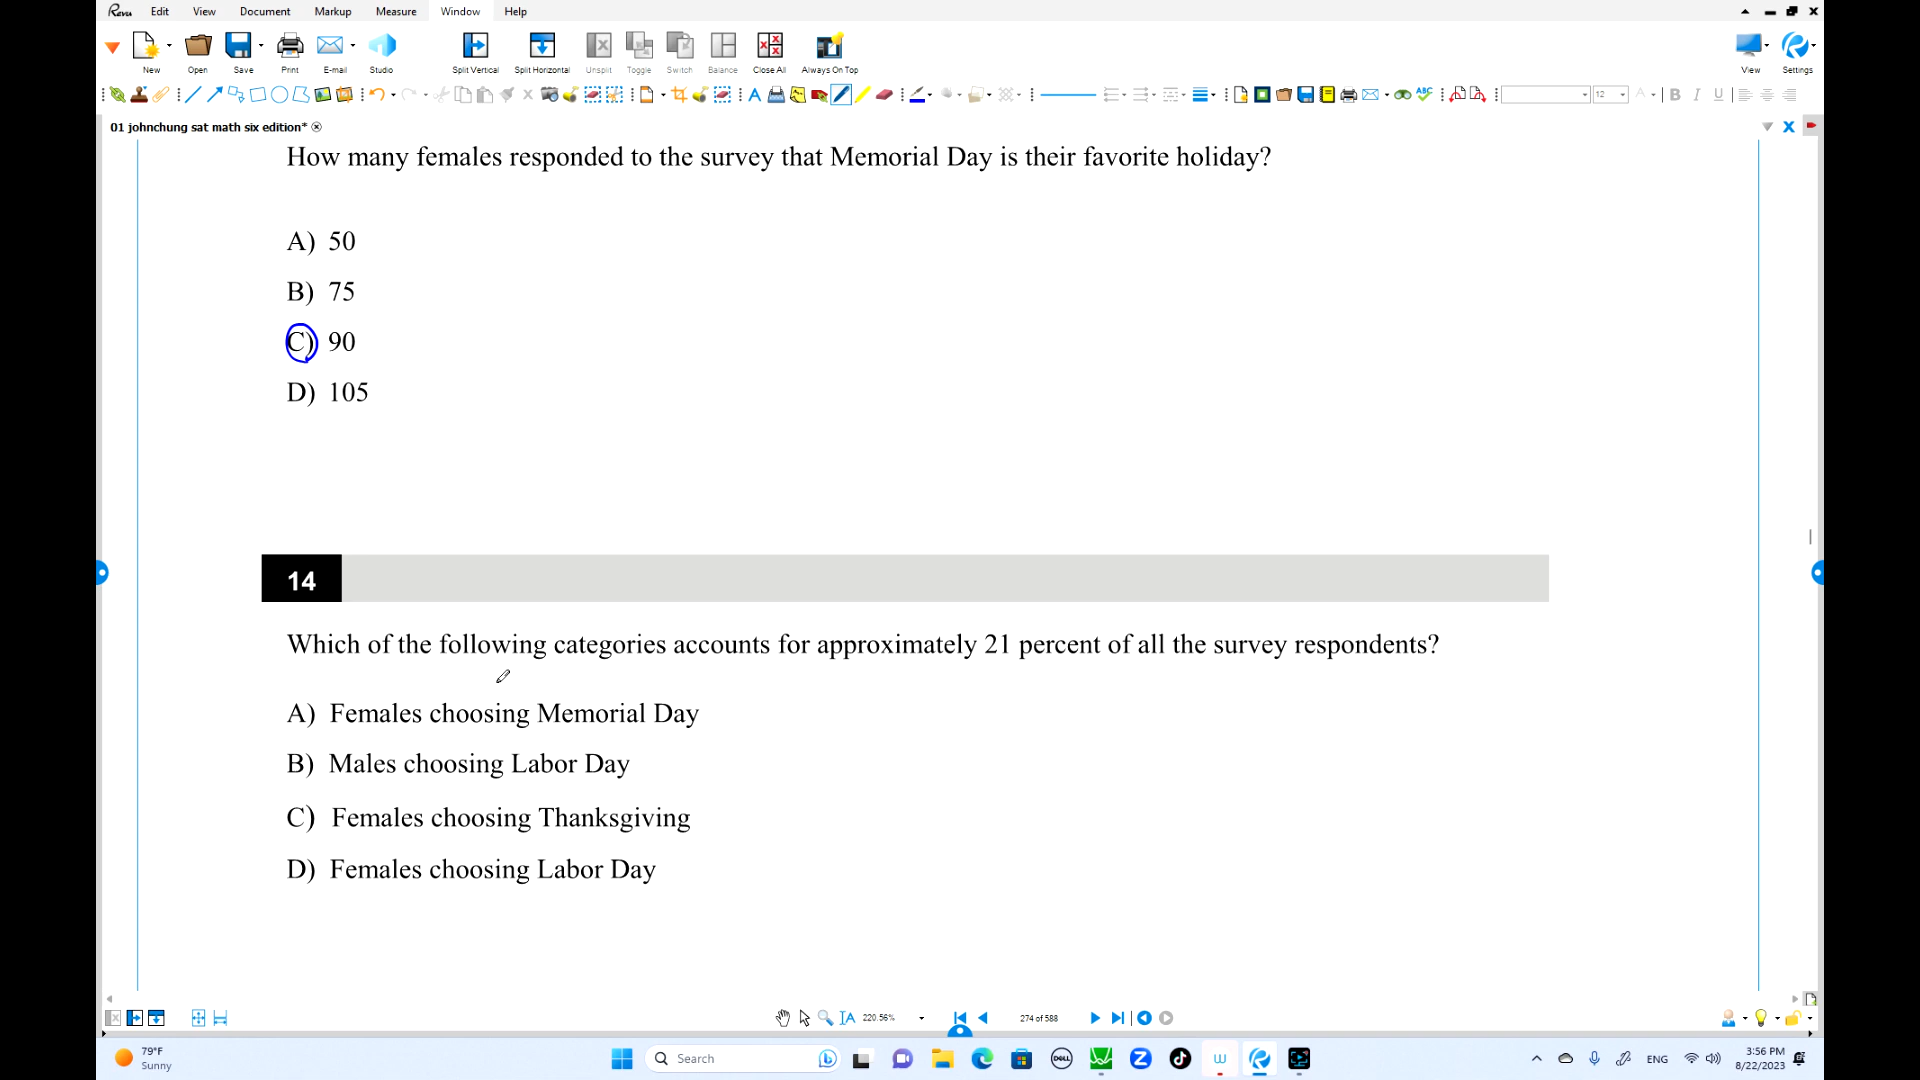 Revu Edit View Document Markup Measure Window Help
New Open Save Print E-mail Studio Split Vertical Split Horizontal Unsplit Toggle Switch Balance Close All Always On Top View Settings
12
01 johnchung sat math six edition*
How many females responded to the survey that Memorial Day is their favorite holiday?
A) 50
B) 75
C) 90
D) 105
14
Which of the following categories accounts for approximately 21 percent of all the survey respondents?
A) Females choosing Memorial Day
B) Males choosing Labor Day
C) Females choosing Thanksgiving
D) Females choosing Labor Day
220.56% 274 of 588
79°F
Sunny
Search
DELL
ENG
3:56 PM
8/22/2023